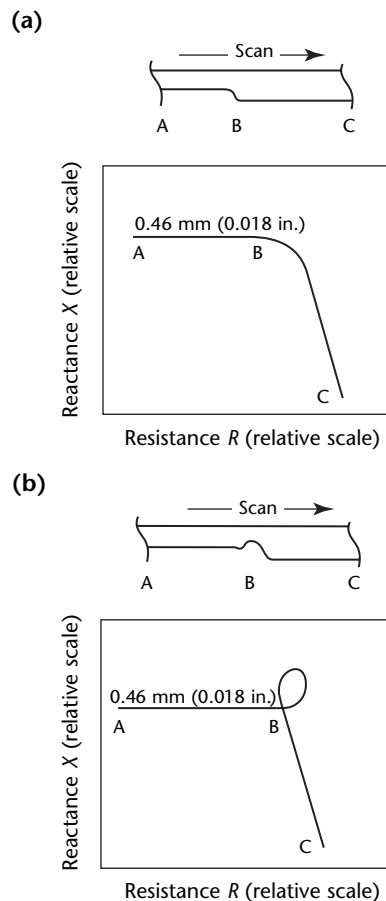 (a)
Scan
A B C
Reactance X (relative scale)
0.46 mm (0.018 in.)
A B
C
Resistance R (relative scale)
(b)
Scan
A B C
Reactance X (relative scale)
0.46 mm (0.018 in.)
A B
C
Resistance R (relative scale)